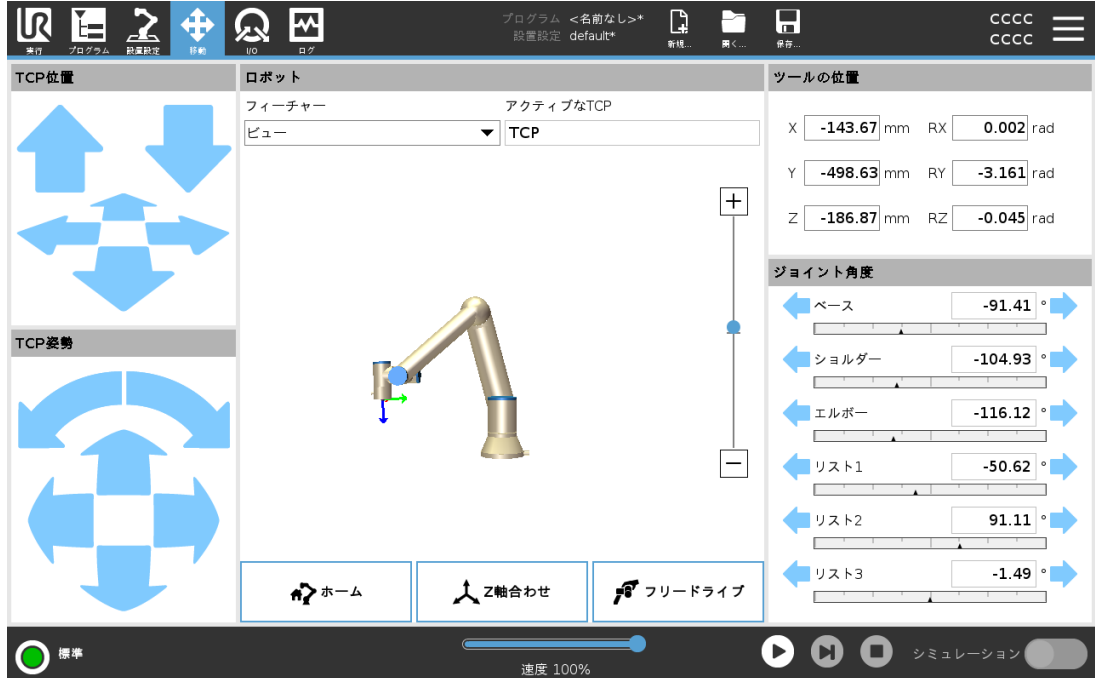 UR
実行
プログラム
設置設定
移動
I/O
ログ
プログラム <名前なし>*
設置設定 default*
新規...
開く...
保存...
CCCC
CCCC
TCP位置
ロボット
ツールの位置
フィーチャー
アクティブなTCP
ビュー
TCP
X -143.67 mm RX 0.002 rad
Y -498.63 mm RY -3.161 rad
Z -186.87 mm RZ -0.045 rad
ジョイント角度
ベース -91.41 °
ショルダー -104.93 °
エルボー -116.12 °
リスト1 -50.62 °
リスト2 91.11 °
リスト3 -1.49 °
TCP姿勢
ホーム
Z軸合わせ
フリードライブ
標準
速度 100%
シミュレーション